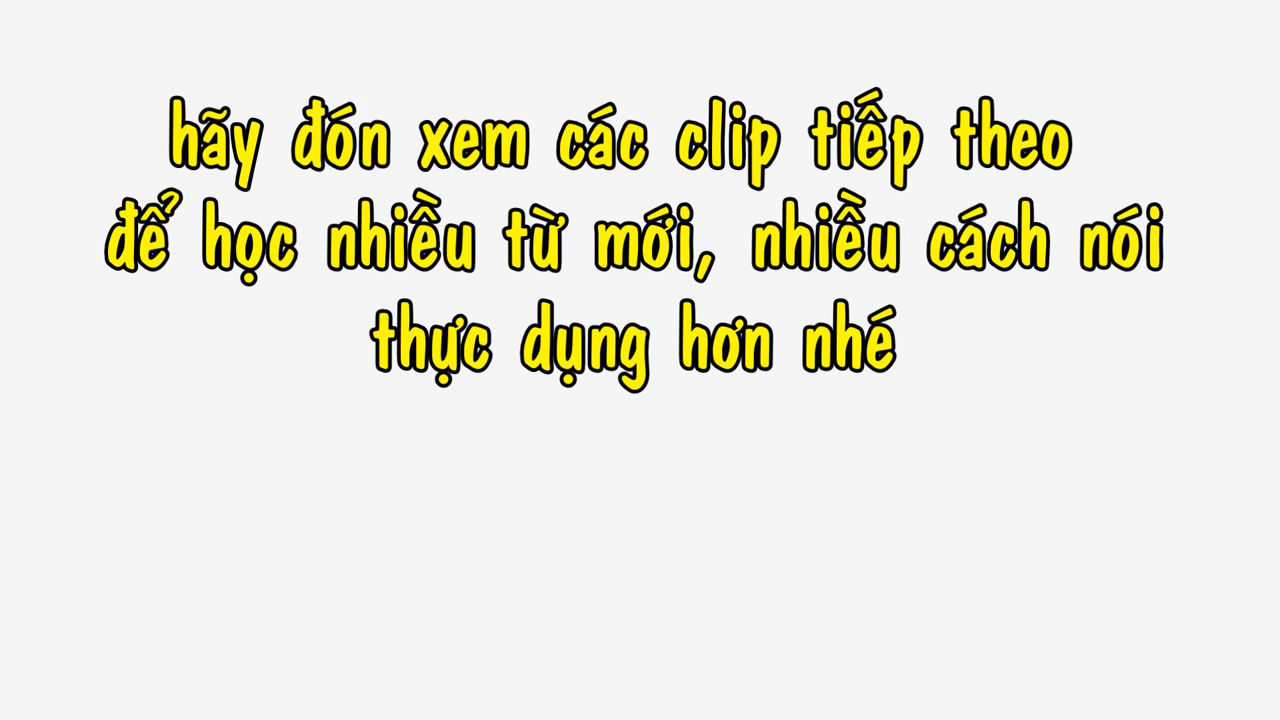 hãy đón xem các clip tiếp theo
để học nhiều từ mới, nhiều cách nói
thực dụng hơn nhé